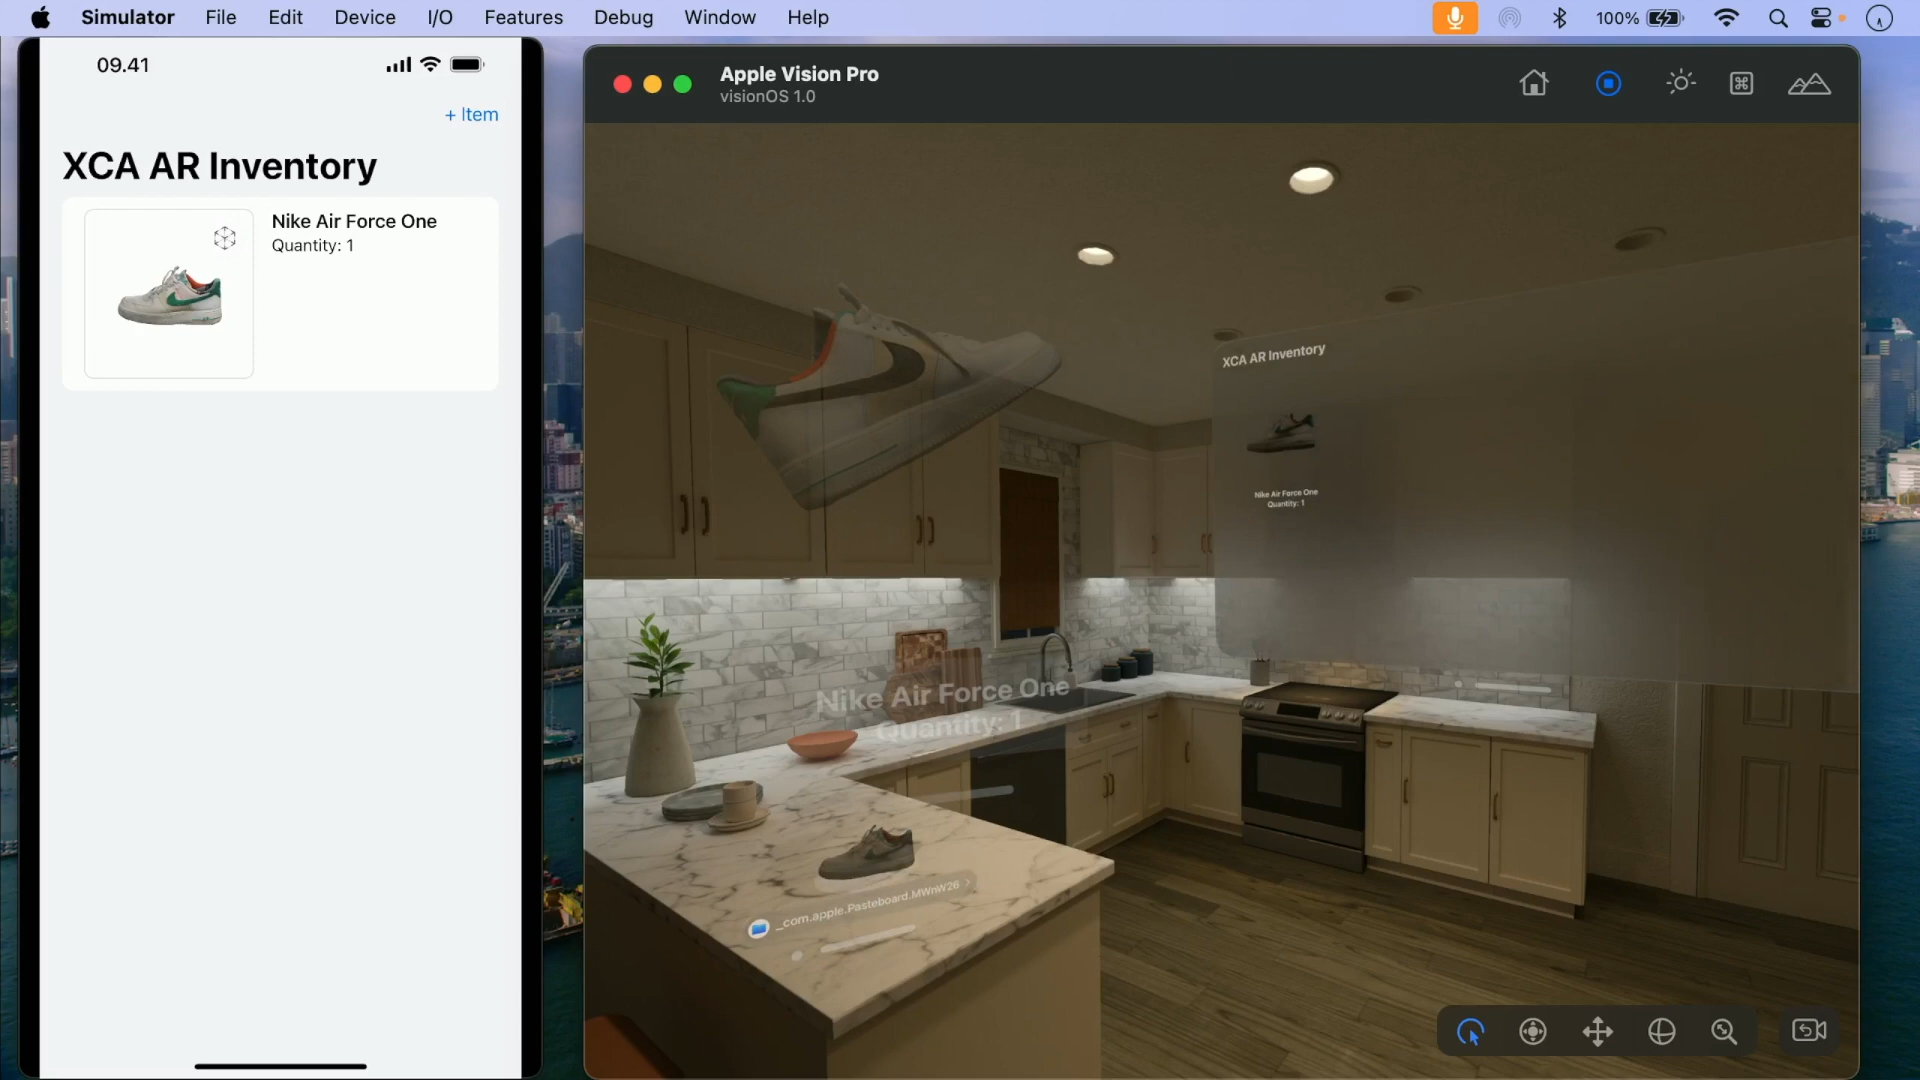 Simulator File Edit Device I/O Features Debug Window Help 100%
09.41
+ Item
XCA AR Inventory
Nike Air Force One
Quantity: 1
Apple Vision Pro
visionOS 1.0
XCA AR Inventory
Nike Air Force One
Quantity: 1
Nike Air Force One
Quantity: 1
_com.apple.Pasteboard.MWnW26 >